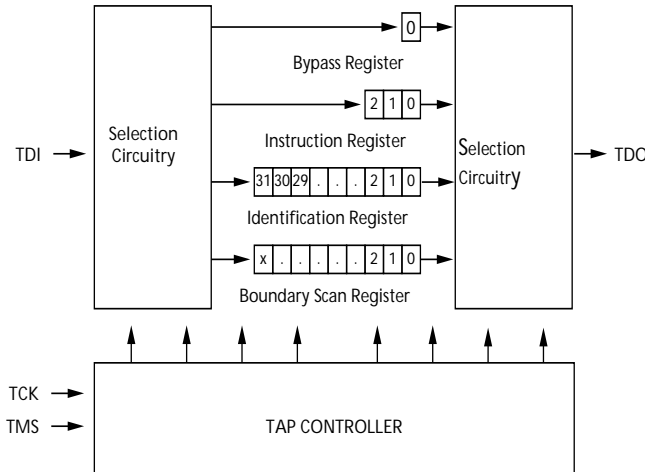 0
Bypass Register
2 1 0
Selection
Circuitry
Instruction Register
Selection
Circuitry
TDI
TDO
31 30 29 . . . 2 1 0
Identification Register
x . . . . . 2 1 0
Boundary Scan Register
TCK
TMS
TAP CONTROLLER